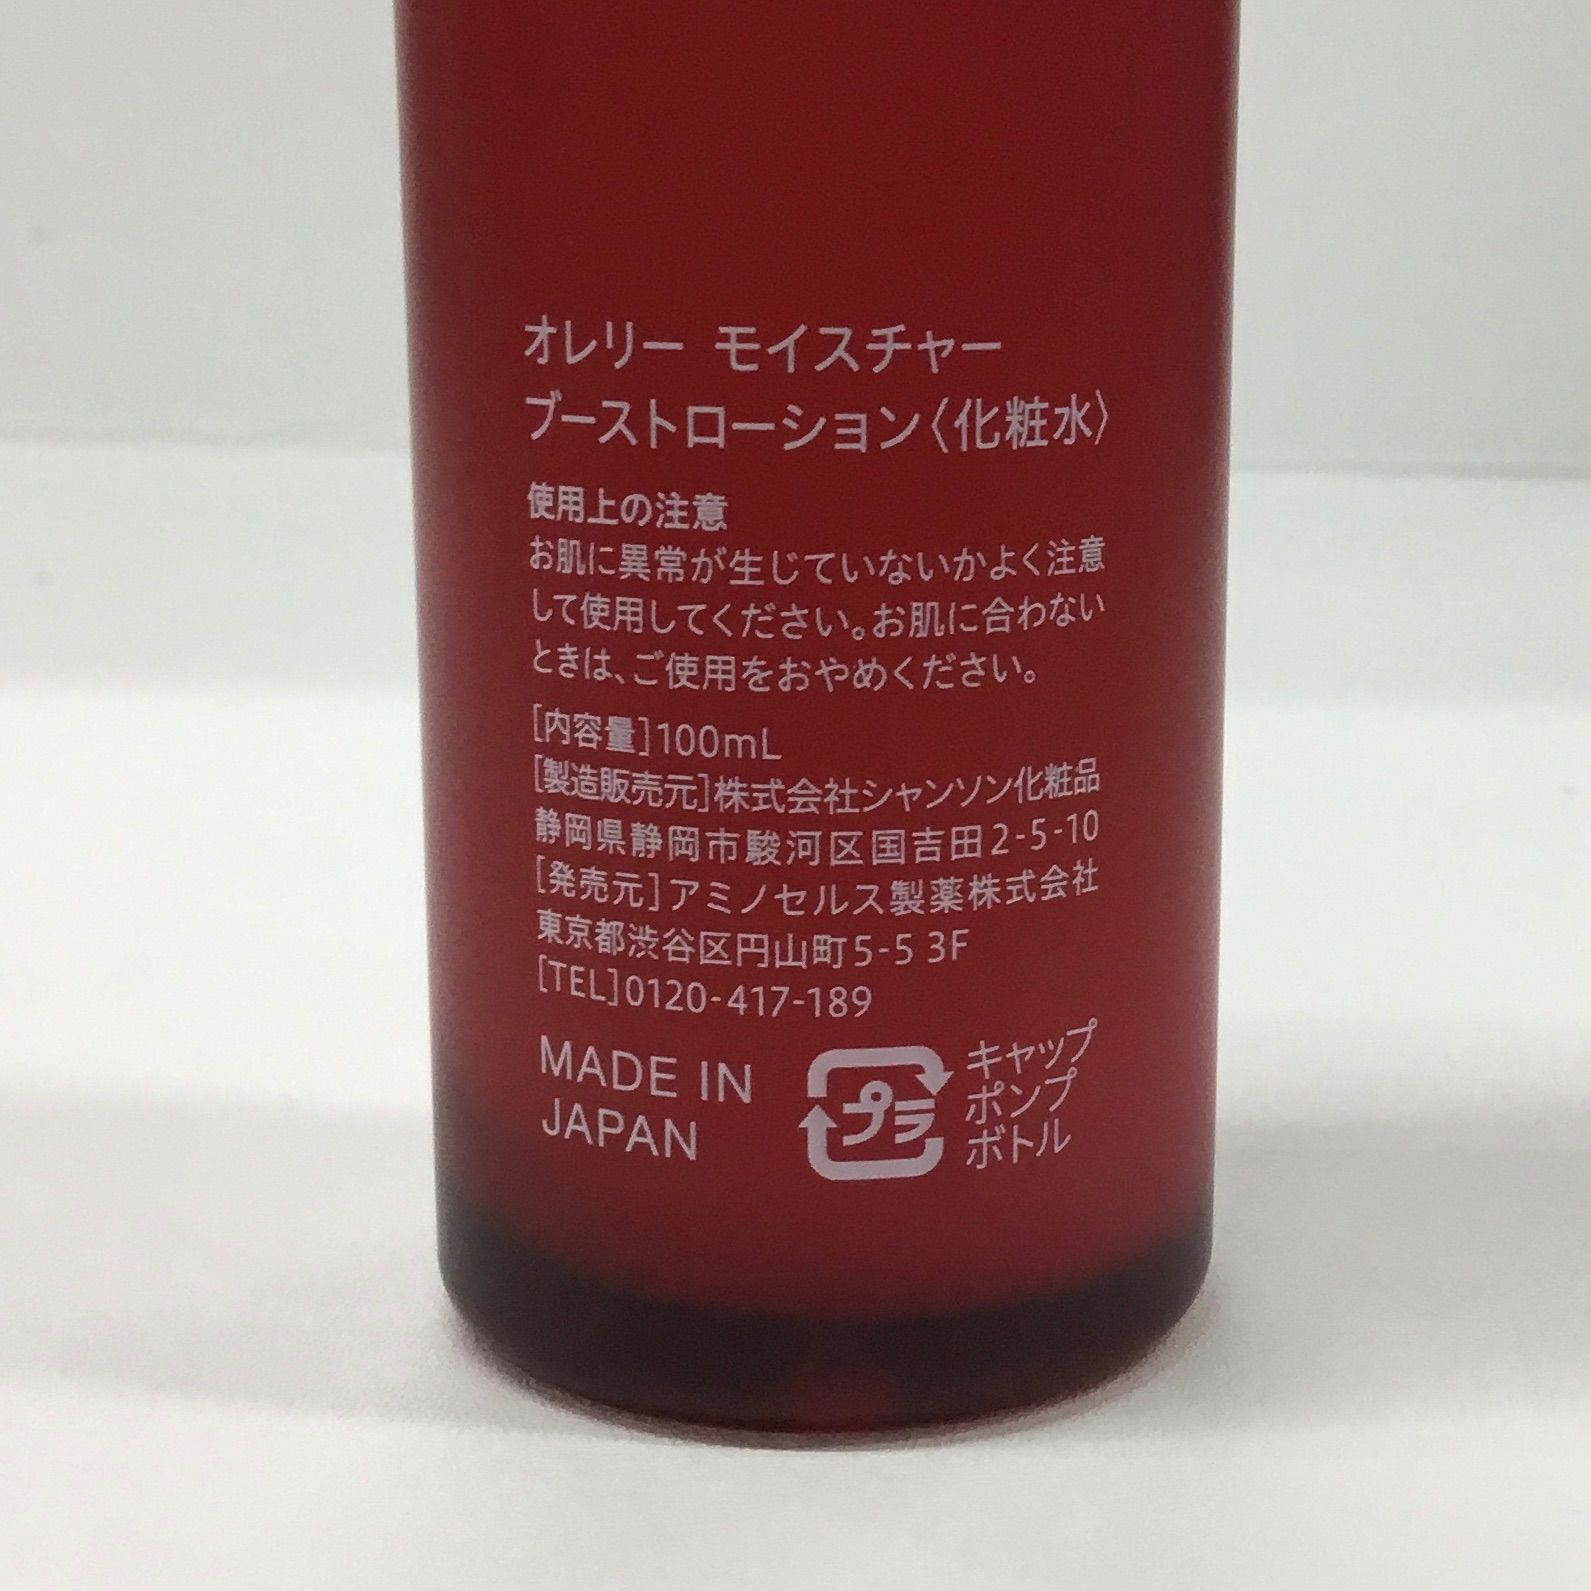 オレリー モイスチャー
ブーストローション〈化粧水〉
使用上の注意
お肌に異常が生じていないかよく注意
して使用してください。お肌に合わない
ときは、ご使用をおやめください。
[内容量]100mL
[製造販売元]株式会社シャンソン化粧品
静岡県静岡市駿河区国吉田2-5-10
[発売元]アミノセルス製薬株式会社
東京都渋谷区円山町5-5 3F
[TEL]0120-417-189
MADE IN
JAPAN
プラ
キャップ
ポンプ
ボトル